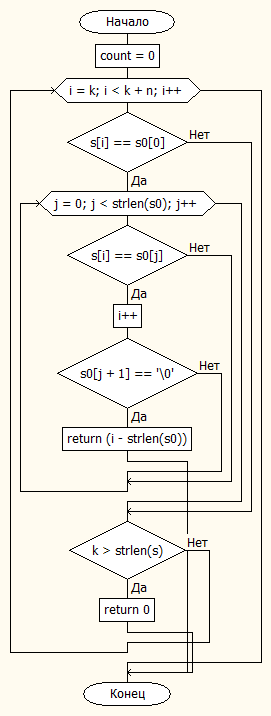 Начало
count = 0
i = k; i < k + n; i++
s[i] == s0[0]
Нет
Да
j = 0; j < strlen(s0); j++
s[i] == s0[j]
Нет
Да
i++
s0[j + 1] == '\0'
Нет
Да
return (i - strlen(s0))
k > strlen(s)
Нет
Да
return 0
Конец